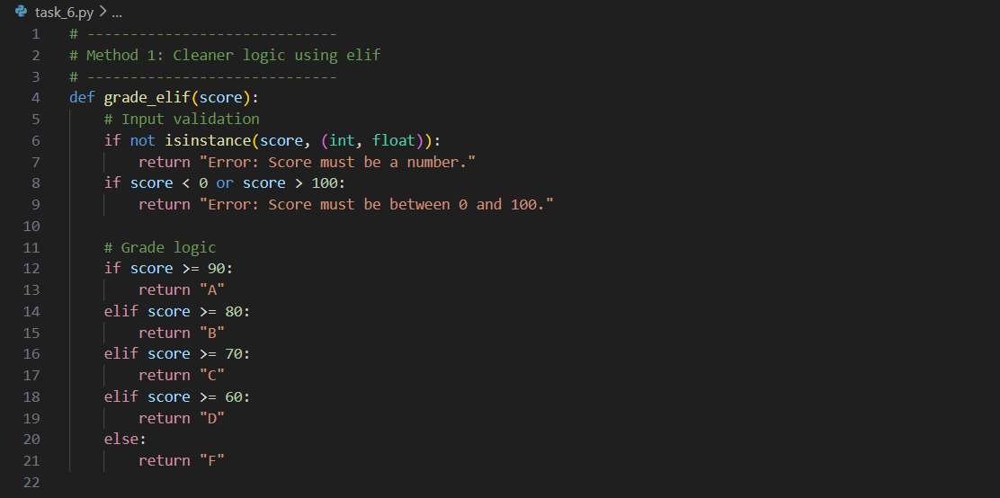 task_6.py > ...
1 # -----------------------------
2 # Method 1: Cleaner logic using elif
3 # -----------------------------
4 def grade_elif(score):
5     # Input validation
6     if not isinstance(score, (int, float)):
7         return "Error: Score must be a number."
8     if score < 0 or score > 100:
9         return "Error: Score must be between 0 and 100."
10
11     # Grade logic
12     if score >= 90:
13         return "A"
14     elif score >= 80:
15         return "B"
16     elif score >= 70:
17         return "C"
18     elif score >= 60:
19         return "D"
20     else:
21         return "F"
22